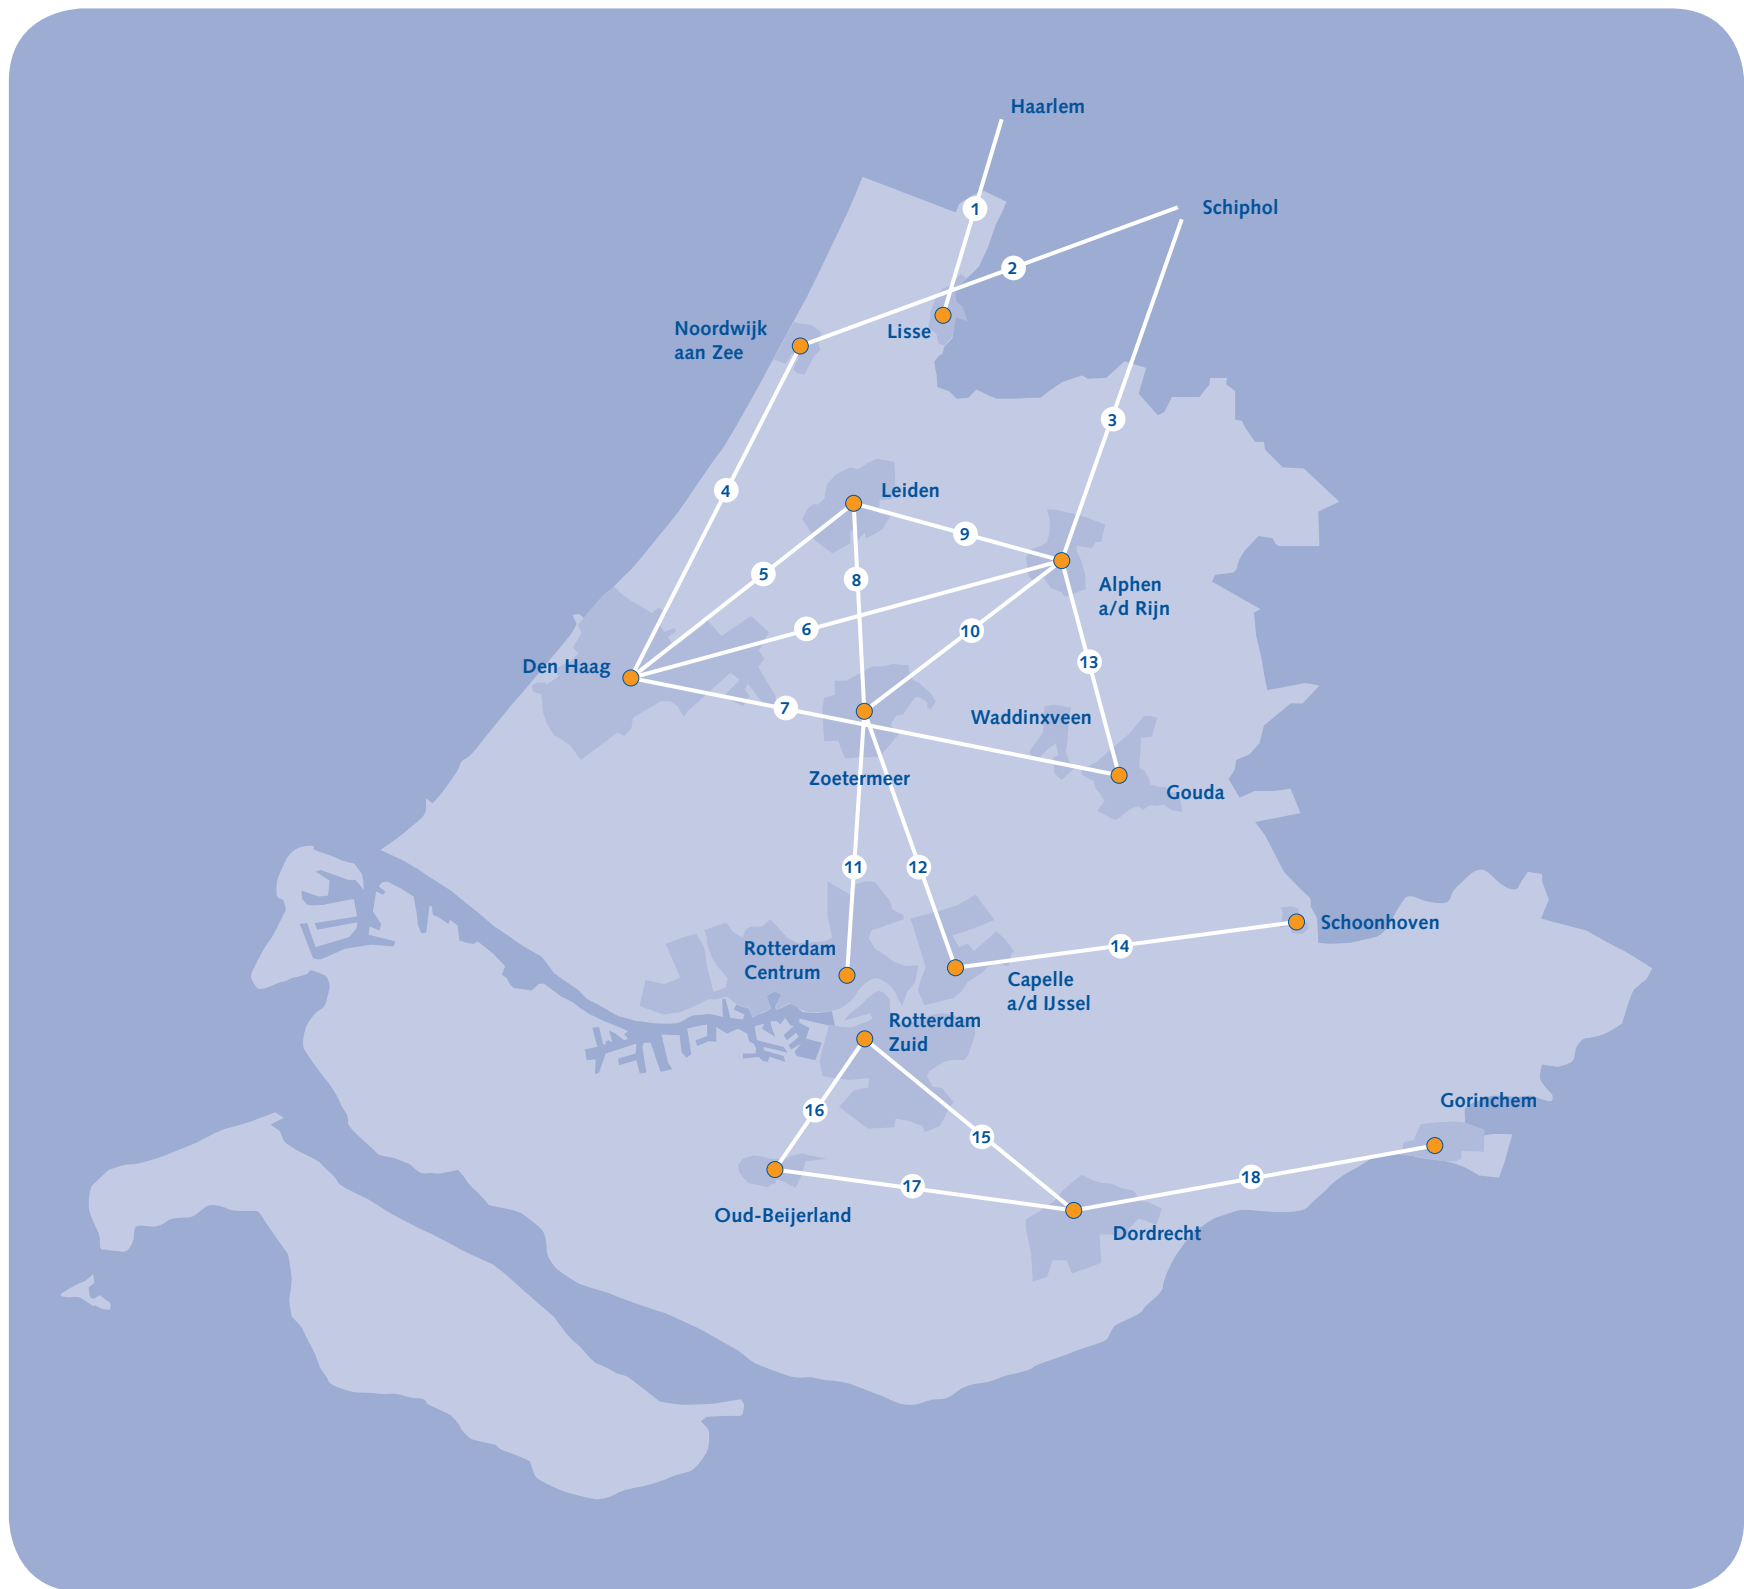 Haarlem
Schiphol
1
2
Noordwijk
aan Zee
Lisse
3
4
Leiden
9
5
8
Alphen
a/d Rijn
6
10
13
Den Haag
7
Waddinxveen
Zoetermeer
Gouda
11
12
Schoonhoven
14
Rotterdam
Centrum
Capelle
a/d IJssel
Rotterdam
Zuid
Gorinchem
16
15
18
17
Oud-Beijerland
Dordrecht